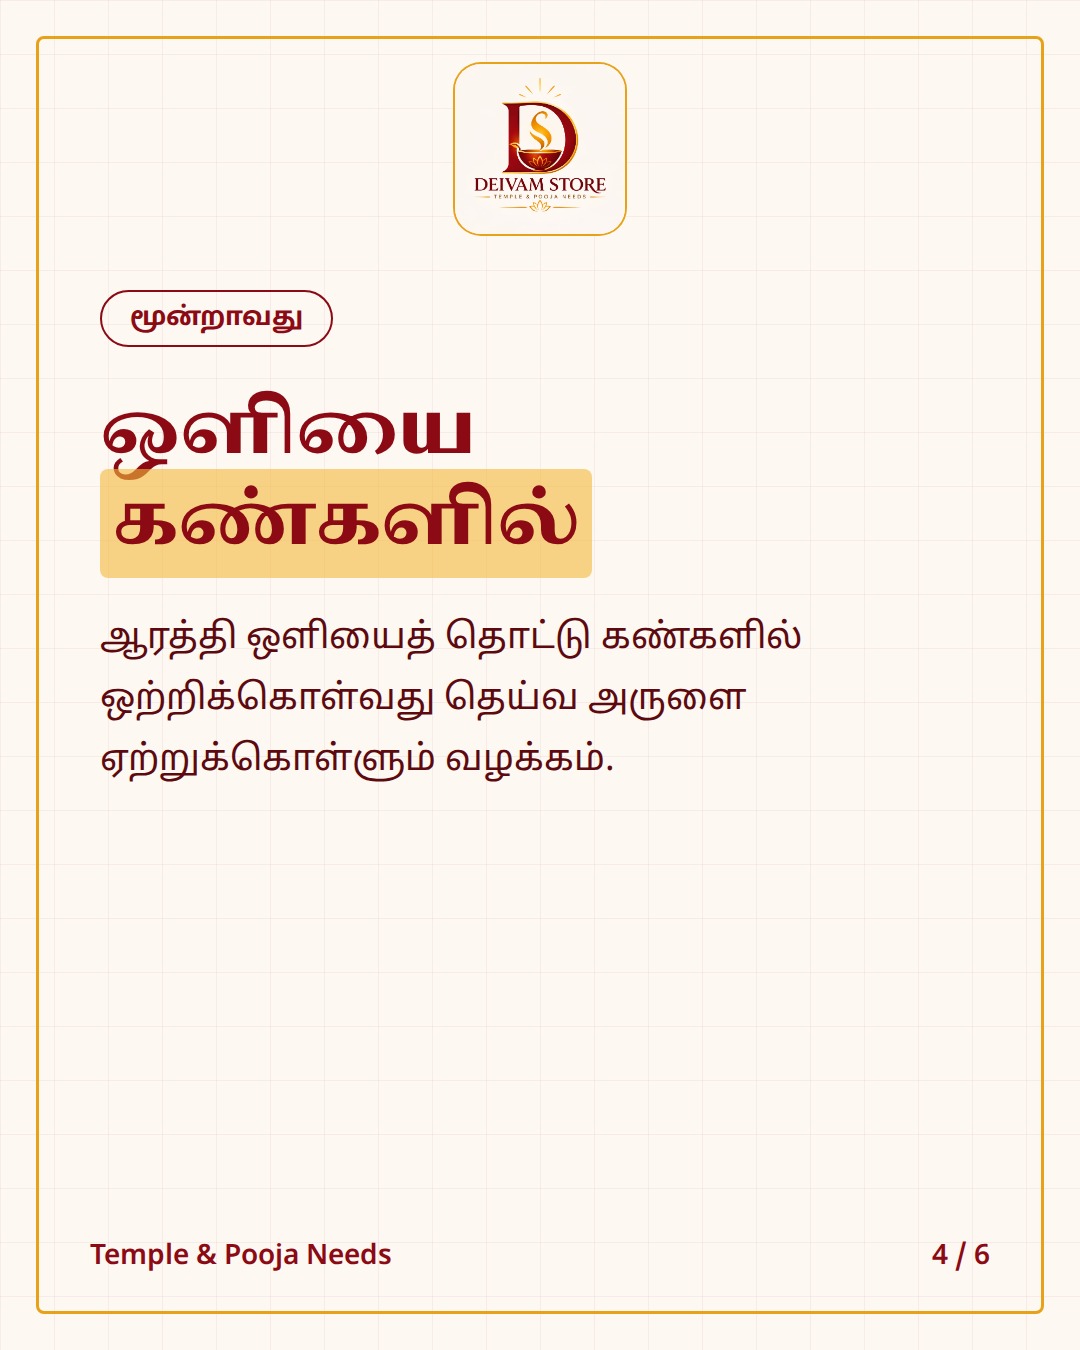 DEIVAM STORE
TEMPLE & POOJA NEEDS
மூன்றாவது
ஒளியை
கண்களில்
ஆரத்தி ஒளியைத் தொட்டு கண்களில்
ஒற்றிக்கொள்வது தெய்வ அருளை
ஏற்றுக்கொள்ளும் வழக்கம்.
Temple & Pooja Needs
4 / 6